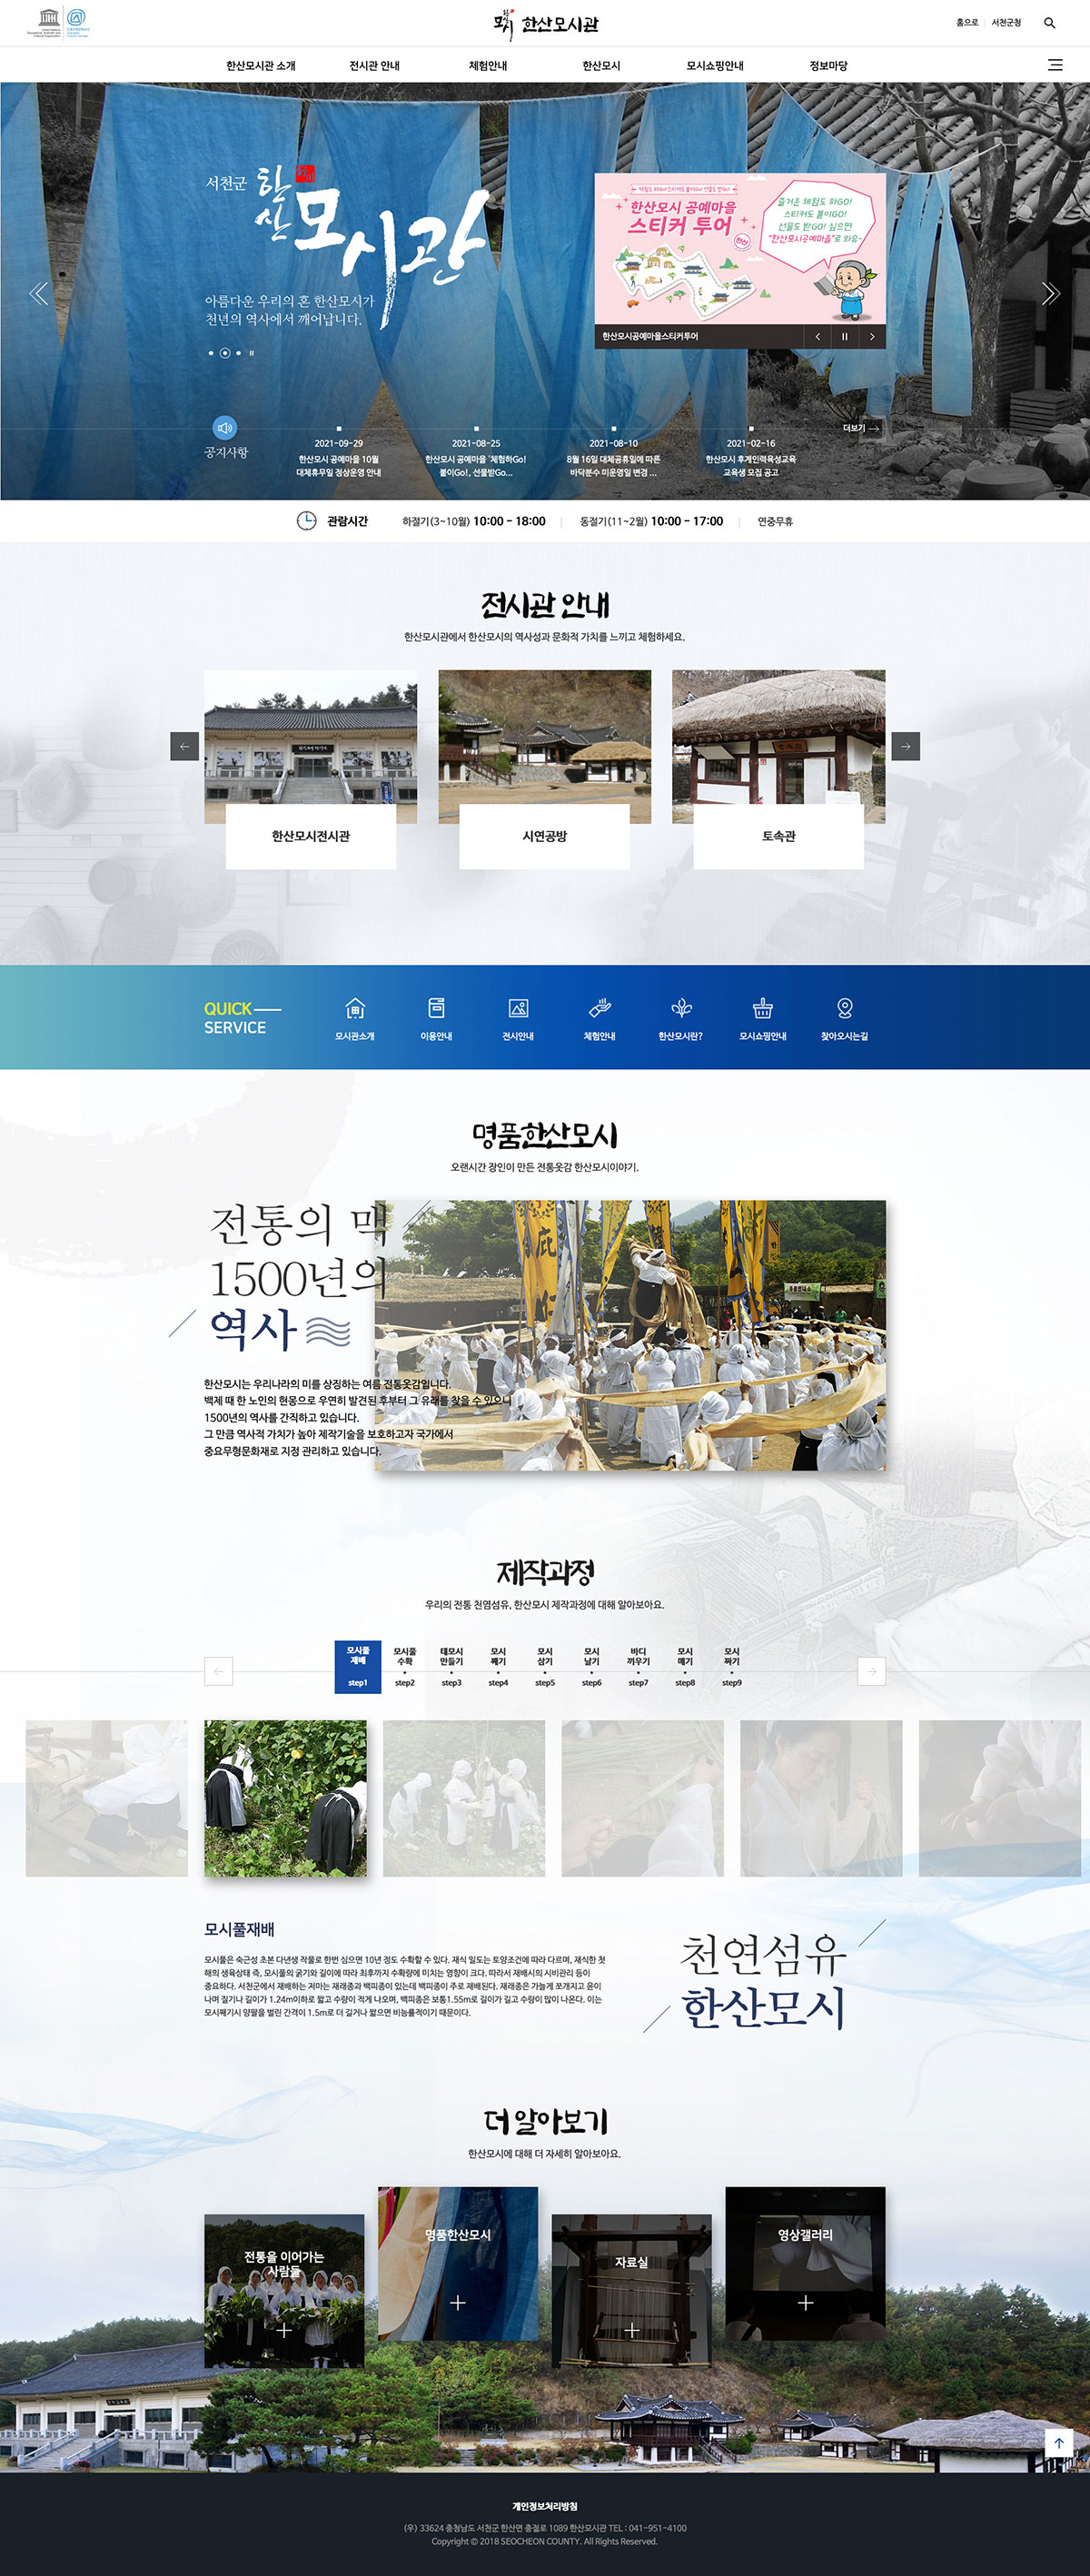 한산모시관
홈으로
서천군청
한산모시관 소개
전시관 안내
체험안내
한산모시
모시쇼핑안내
정보마당
서천군
한산모시관
아름다운 우리의 혼 한산모시가
천년의 역사에서 깨어납니다.
한산모시 공예마을
스티커 투어
즐거운 체험도 하GO!
스티커도 붙이GO!
선물도 받GO! 싶으면
"한산모시공예마을"로 와유~
한산모시공예마을스티커투어
공지사항
더보기
2021-09-29
한산모시 공예마을 10월
대체휴무일 정상운영 안내
2021-08-25
한산모시 공예마을 '체험하Go!
붙이Go!, 선물받Go...
2021-08-10
8월 16일 대체공휴일에 따른
바닥분수 미운영일 변경 ...
2021-02-16
한산모시 후계인력육성교육
교육생 모집 공고
관람시간
하절기(3~10월) 10:00 - 18:00
동절기(11~2월) 10:00 - 17:00
연중무휴
전시관 안내
한산모시관에서 한산모시의 역사성과 문화적 가치를 느끼고 체험하세요.
한산모시전시관
시연공방
토속관
QUICK
SERVICE
모시관소개
이용안내
전시안내
체험안내
한산모시란?
모시쇼핑안내
찾아오시는길
명품한산모시
오랜시간 장인이 만든 전통옷감 한산모시이야기.
전통의 맥
1500년의
역사
한산모시는 우리나라의 미를 상징하는 여름 전통옷감입니다.
백제 때 한 노인의 현몽으로 우연히 발견된 후부터 그 유래를 찾을 수 있으니
1500년의 역사를 간직하고 있습니다.
그 만큼 역사적 가치가 높아 제작기술을 보호하고자 국가에서
중요무형문화재로 지정 관리하고 있습니다.
제작과정
우리의 전통 천염섬유, 한산모시 제작과정에 대해 알아보아요.
모시풀
재배
step1
모시풀
수확
step2
태모시
만들기
step3
모시
째기
step4
모시
삼기
step5
모시
날기
step6
바디
끼우기
step7
모시
매기
step8
모시
짜기
step9
모시풀재배
모시풀은 숙근성 초본 다년생 작물로 한번 심으면 10년 정도 수확할 수 있다. 재식 밀도는 토양조건에 따라 다르며, 재식한 첫
해의 생육상태 즉, 모시풀의 굵기와 길이에 따라 최후까지 수확량에 미치는 영향이 크다. 따라서 재배시의 시비관리 등이
중요하다. 서천군에서 재배하는 저마는 재래종과 백피종이 있는데 백피종이 주로 재배된다. 재래종은 가늘게 쪼개지고 윤이
나며 질기나 길이가 1.24m이하로 짧고 수량이 적게 나오며, 백피종은 보통1.55m로 길이가 길고 수량이 많이 나온다. 이는
모시째기시 양팔을 벌린 간격이 1.5m로 더 길거나 짧으면 비능률적이기 때문이다.
천연섬유
한산모시
더 알아보기
한산모시에 대해 더 자세히 알아보아요.
전통을 이어가는
사람들
명품한산모시
자료실
영상갤러리
개인정보처리방침
(우) 33624 충청남도 서천군 한산면 충절로 1089 한산모시관 TEL : 041-951-4100
Copyright © 2018 SEOCHEON COUNTY. All Rights Reserved.